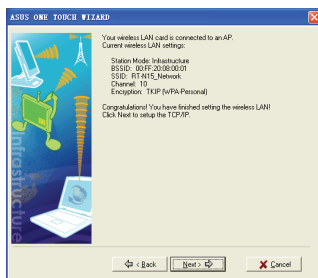 ASUS ONE TOUCH WIZARD
Your wireless LAN card is connected to an AP.
Current wireless LAN settings:
Station Mode: Infrastructure
BSSID: 00:FF:20:08:00:01
SSID: RT-N15_Network
Channel: 10
Encryption: TKIP (WPA-Personal)
Congratulations! You have finished setting the wireless LAN!
Click Next to setup the TCP/IP.
Infrastructure
< Back
Next >
Cancel